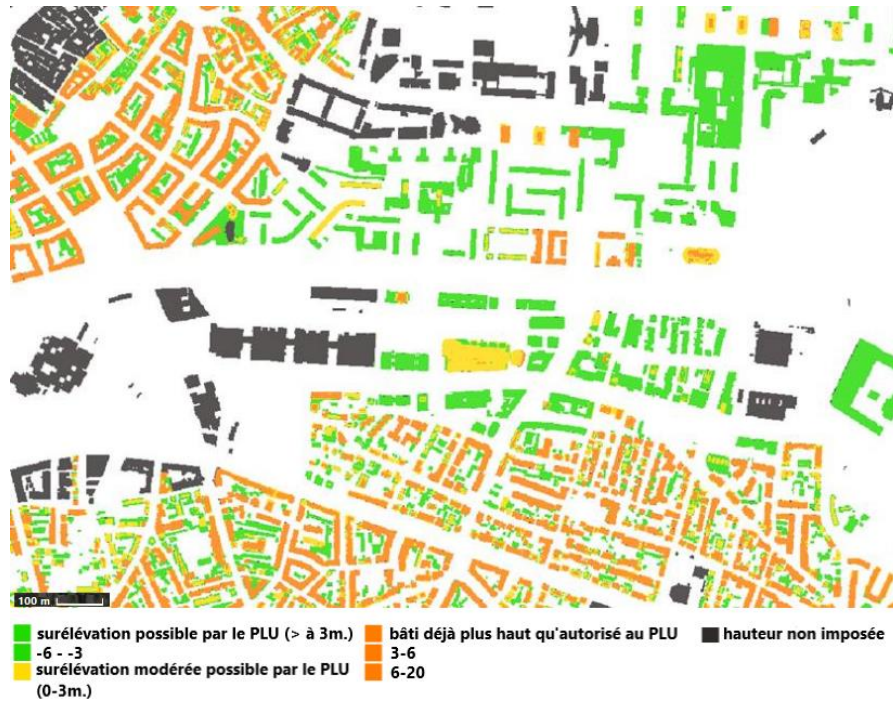 100 m
surélévation possible par le PLU (> à 3m.)
-6 - -3
surélévation modérée possible par le PLU
(0-3m.)
bâti déjà plus haut qu'autorisé au PLU
3-6
6-20
hauteur non imposée